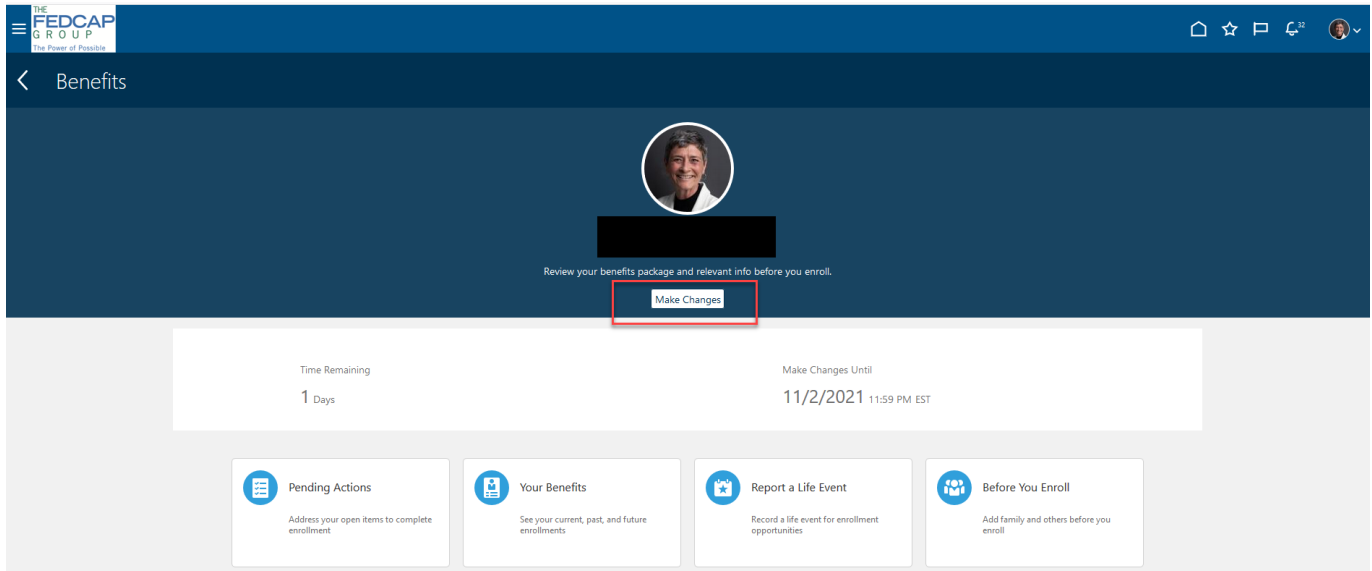 THE
FEDCAP
GROUP
The Power of Possible
32
Benefits
Review your benefits package and relevant info before you enroll.
Make Changes
Time Remaining
1 Days
Make Changes Until
11/2/2021 11:59 PM EST
Pending Actions
Address your open items to complete
enrollment
Your Benefits
See your current, past, and future
enrollments
Report a Life Event
Record a life event for enrollment
opportunities
Before You Enroll
Add family and others before you
enroll